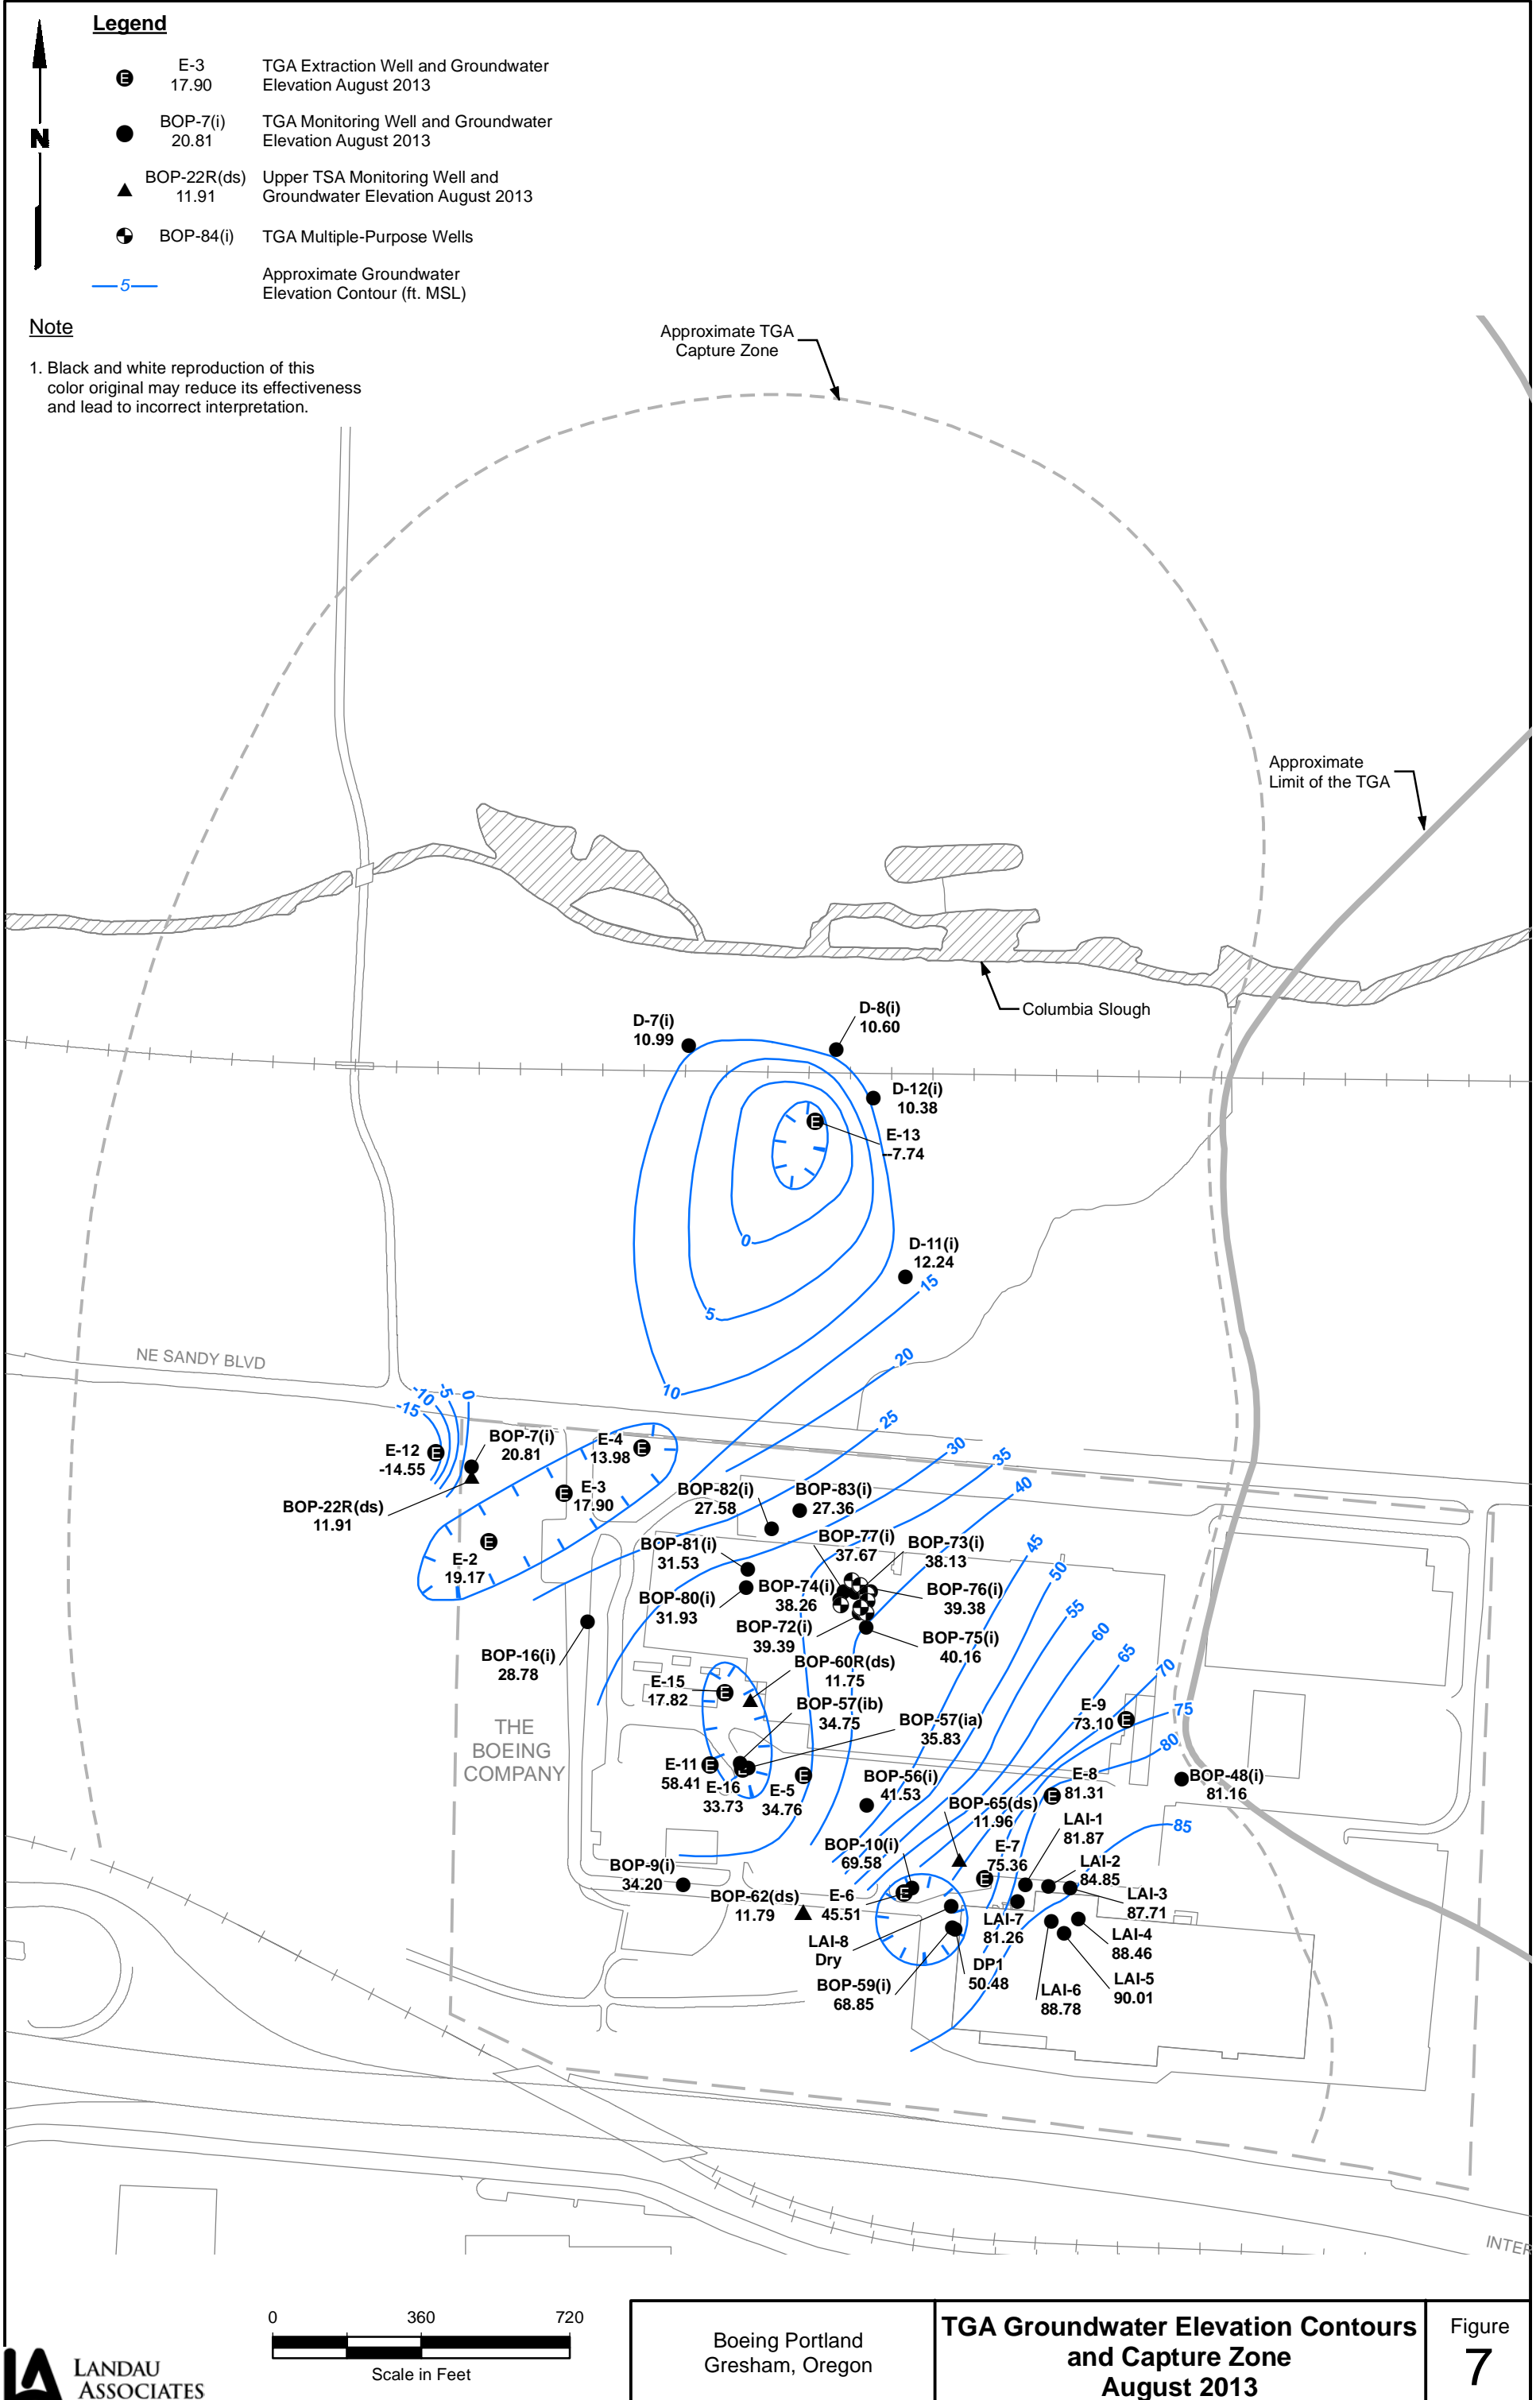 Legend
N
E
E-3
17.90
TGA Extraction Well and Groundwater
Elevation August 2013
BOP-7(i)
20.81
TGA Monitoring Well and Groundwater
Elevation August 2013
BOP-22R(ds)
11.91
Upper TSA Monitoring Well and
Groundwater Elevation August 2013
BOP-84(i)
TGA Multiple-Purpose Wells
5
Approximate Groundwater
Elevation Contour (ft. MSL)
Note
1. Black and white reproduction of this
color original may reduce its effectiveness
and lead to incorrect interpretation.
Approximate TGA
Capture Zone
Approximate
Limit of the TGA
Columbia Slough
D-7(i)
10.99
D-8(i)
10.60
D-12(i)
10.38
E
E-13
--7.74
0
D-11(i)
12.24
15
5
20
10
NE SANDY BLVD
-15
-10
-5
0
25
30
35
40
E-12
-14.55
E
BOP-7(i)
20.81
E-4
13.98
E
E
E-3
17.90
BOP-22R(ds)
11.91
E
E-2
19.17
BOP-82(i)
27.58
BOP-83(i)
27.36
BOP-81(i)
31.53
BOP-77(i)
37.67
BOP-73(i)
38.13
45
50
BOP-80(i)
31.93
BOP-74(i)
38.26
BOP-76(i)
39.38
55
60
65
70
BOP-72(i)
39.39
BOP-75(i)
40.16
BOP-16(i)
28.78
BOP-60R(ds)
11.75
E-15
17.82
E
BOP-57(ib)
34.75
BOP-57(ia)
35.83
E-9
73.10
E
75
80
THE
BOEING
COMPANY
E-11
58.41
E
E-16
33.73
E
E-5
34.76
E
BOP-56(i)
41.53
E-8
81.31
E
BOP-48(i)
81.16
BOP-65(ds)
11.96
LAI-1
81.87
85
BOP-10(i)
69.58
E-7
75.36
E
LAI-2
84.85
BOP-9(i)
34.20
BOP-62(ds)
11.79
E-6
45.51
E
LAI-3
87.71
LAI-7
81.26
LAI-8
Dry
LAI-4
88.46
DP1
50.48
BOP-59(i)
68.85
LAI-6
88.78
LAI-5
90.01
INTER
0 360 720
Scale in Feet
LA
LANDAU
ASSOCIATES
Boeing Portland
Gresham, Oregon
TGA Groundwater Elevation Contours
and Capture Zone
August 2013
Figure
7